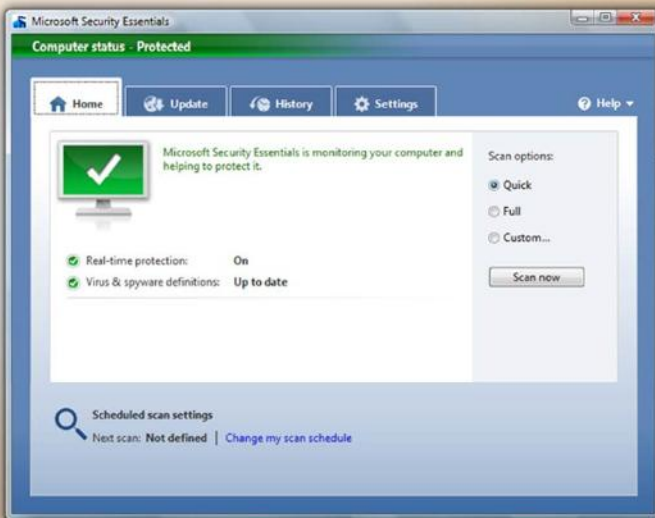 Microsoft Security Essentials
Computer status - Protected
Home
Update
History
Settings
Help
Microsoft Security Essentials is monitoring your computer and
helping to protect it.
Real-time protection: On
Virus & spyware definitions: Up to date
Scan options:
Quick
Full
Custom...
Scan now
Scheduled scan settings
Next scan: Not defined | Change my scan schedule